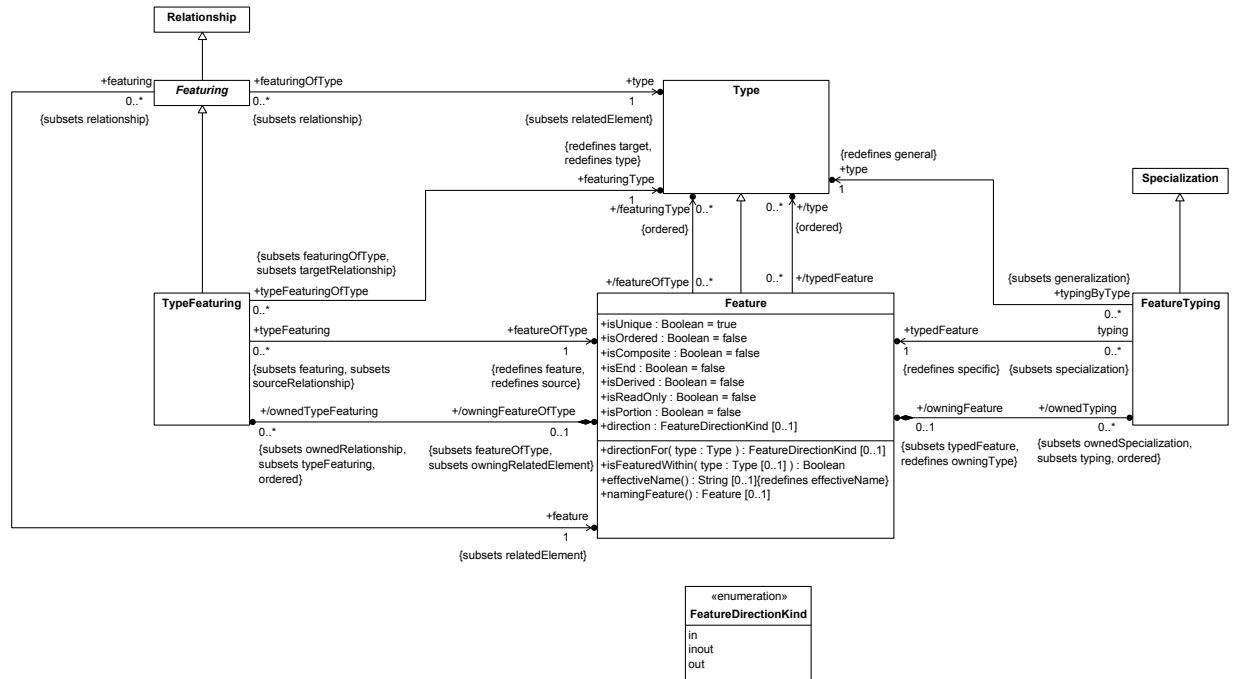 Relationship
+featuring
Featuring
+featuringOfType
+type
Type
0..*
0..*
1
{subsets relationship}
{subsets relationship}
{subsets relatedElement}
{redefines target,
redefines type}
{redefines general}
+featuringType
+type
Specialization
1
1
+/featuringType
0..*
0..*
+/type
{ordered}
{ordered}
{subsets featuringOfType,
subsets targetRelationship}
+/featureOfType
0..*
0..*
+/typedFeature
{subsets generalization}
TypeFeaturing
+typeFeaturingOfType
Feature
+typingByType
FeatureTyping
0..*
0..*
+typeFeaturing
+featureOfType
+isUnique : Boolean = true
+typedFeature
typing
0..*
1
+isOrdered : Boolean = false
1
0..*
{subsets featuring, subsets
sourceRelationship}
{redefines feature,
redefines source}
+isComposite : Boolean = false
+isEnd : Boolean = false
{redefines specific}
{subsets specialization}
+isDerived : Boolean = false
+isReadOnly : Boolean = false
+/ownedTypeFeaturing
+/owningFeatureOfType
+isPortion : Boolean = false
+/owningFeature
+/ownedTyping
0..*
0..1
+direction : FeatureDirectionKind [0..1]
0..1
0..*
{subsets ownedRelationship,
subsets typeFeaturing,
ordered}
{subsets featureOfType,
subsets owningRelatedElement}
+directionFor( type : Type ) : FeatureDirectionKind [0..1]
+isFeaturedWithin( type : Type [0..1] ) : Boolean
+effectiveName() : String [0..1]{redefines effectiveName}
+namingFeature() : Feature [0..1]
{subsets typedFeature,
redefines owningType}
{subsets ownedSpecialization,
subsets typing, ordered}
+feature
1
{subsets relatedElement}
«enumeration»
FeatureDirectionKind
in
inout
out